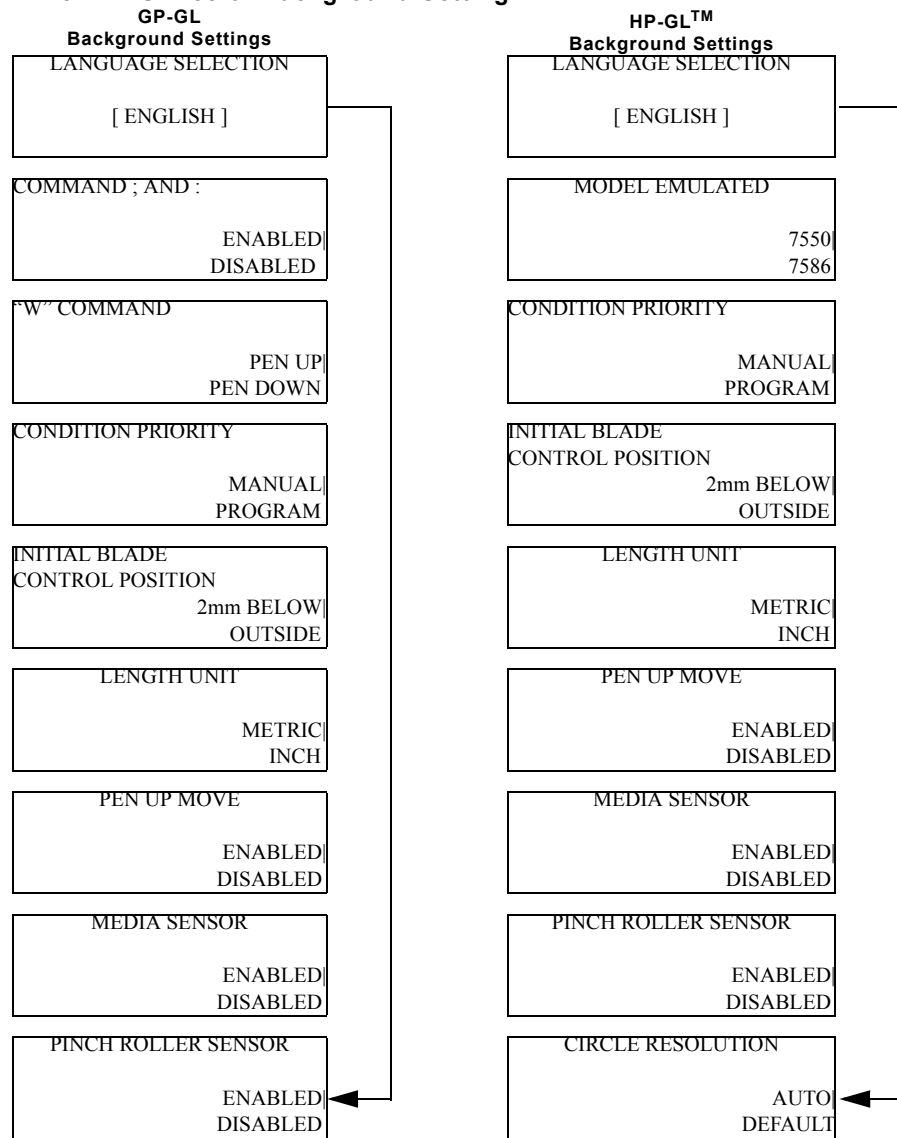 GP-GL
Background Settings
LANGUAGE SELECTION
[ ENGLISH ]
COMMAND ; AND :
ENABLED|
DISABLED
“W” COMMAND
PEN UP|
PEN DOWN
CONDITION PRIORITY
MANUAL|
PROGRAM
INITIAL BLADE
CONTROL POSITION
2mm BELOW|
OUTSIDE
LENGTH UNIT
METRIC|
INCH
PEN UP MOVE
ENABLED|
DISABLED
MEDIA SENSOR
ENABLED|
DISABLED
PINCH ROLLER SENSOR
ENABLED|
DISABLED
HP-GL™
Background Settings
LANGUAGE SELECTION
[ ENGLISH ]
MODEL EMULATED
7550|
7586
CONDITION PRIORITY
MANUAL|
PROGRAM
INITIAL BLADE
CONTROL POSITION
2mm BELOW|
OUTSIDE
LENGTH UNIT
METRIC|
INCH
PEN UP MOVE
ENABLED|
DISABLED
MEDIA SENSOR
ENABLED|
DISABLED
PINCH ROLLER SENSOR
ENABLED|
DISABLED
CIRCLE RESOLUTION
AUTO|
DEFAULT